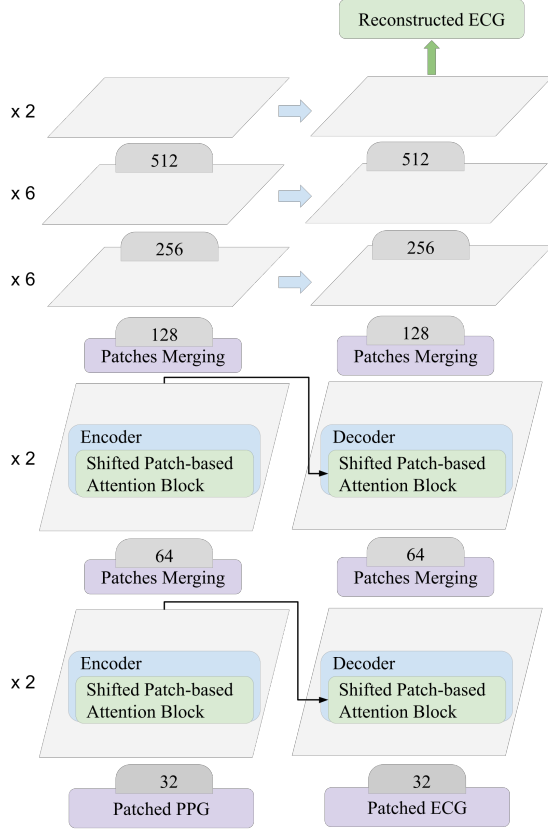 Reconstructed ECG
x 2
512
512
x 6
256
256
x 6
128
128
Patches Merging
Patches Merging
Encoder
Decoder
Shifted Patch-based
Attention Block
Shifted Patch-based
Attention Block
x 2
64
64
Patches Merging
Patches Merging
Encoder
Decoder
Shifted Patch-based
Attention Block
Shifted Patch-based
Attention Block
x 2
32
32
Patched PPG
Patched ECG